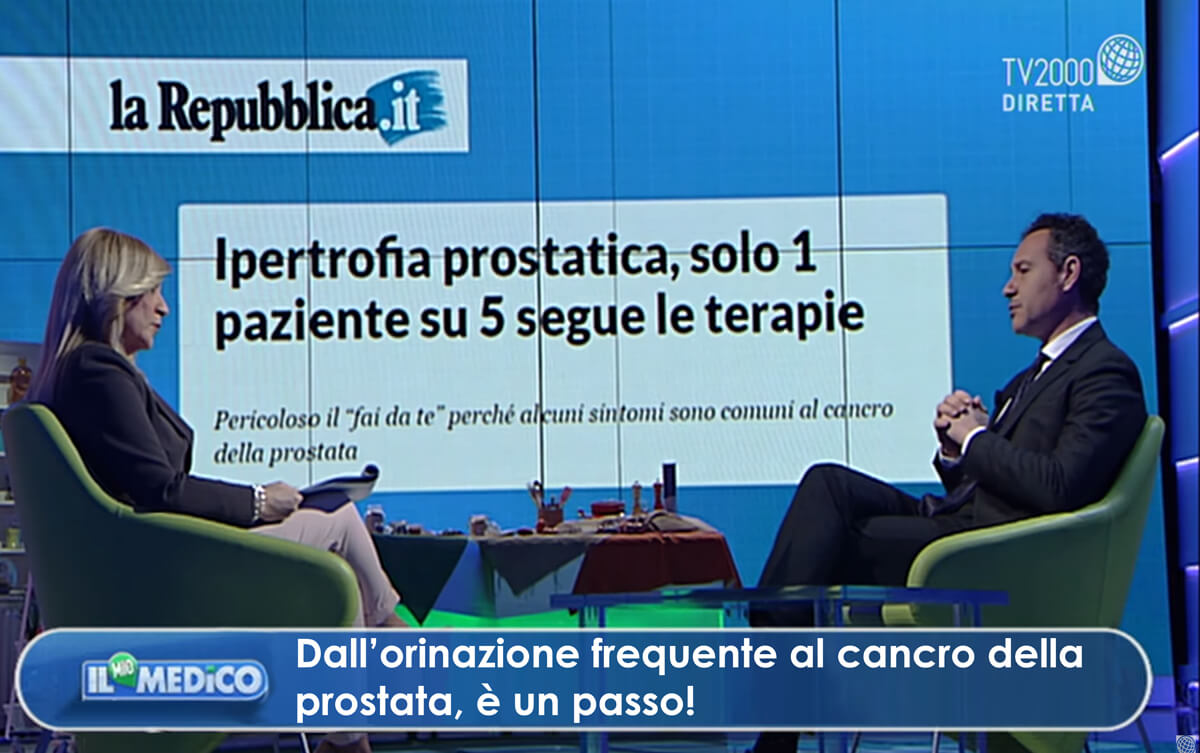 la Repubblica.it
TV2000
DIRETTA
Ipertrofia prostatica, solo 1
paziente su 5 segue le terapie
Pericoloso il "fai da te" perché alcuni sintomi sono comuni al cancro
della prostata
IL MIO MEDICO
Dall’orinazione frequente al cancro della
prostata, è un passo!